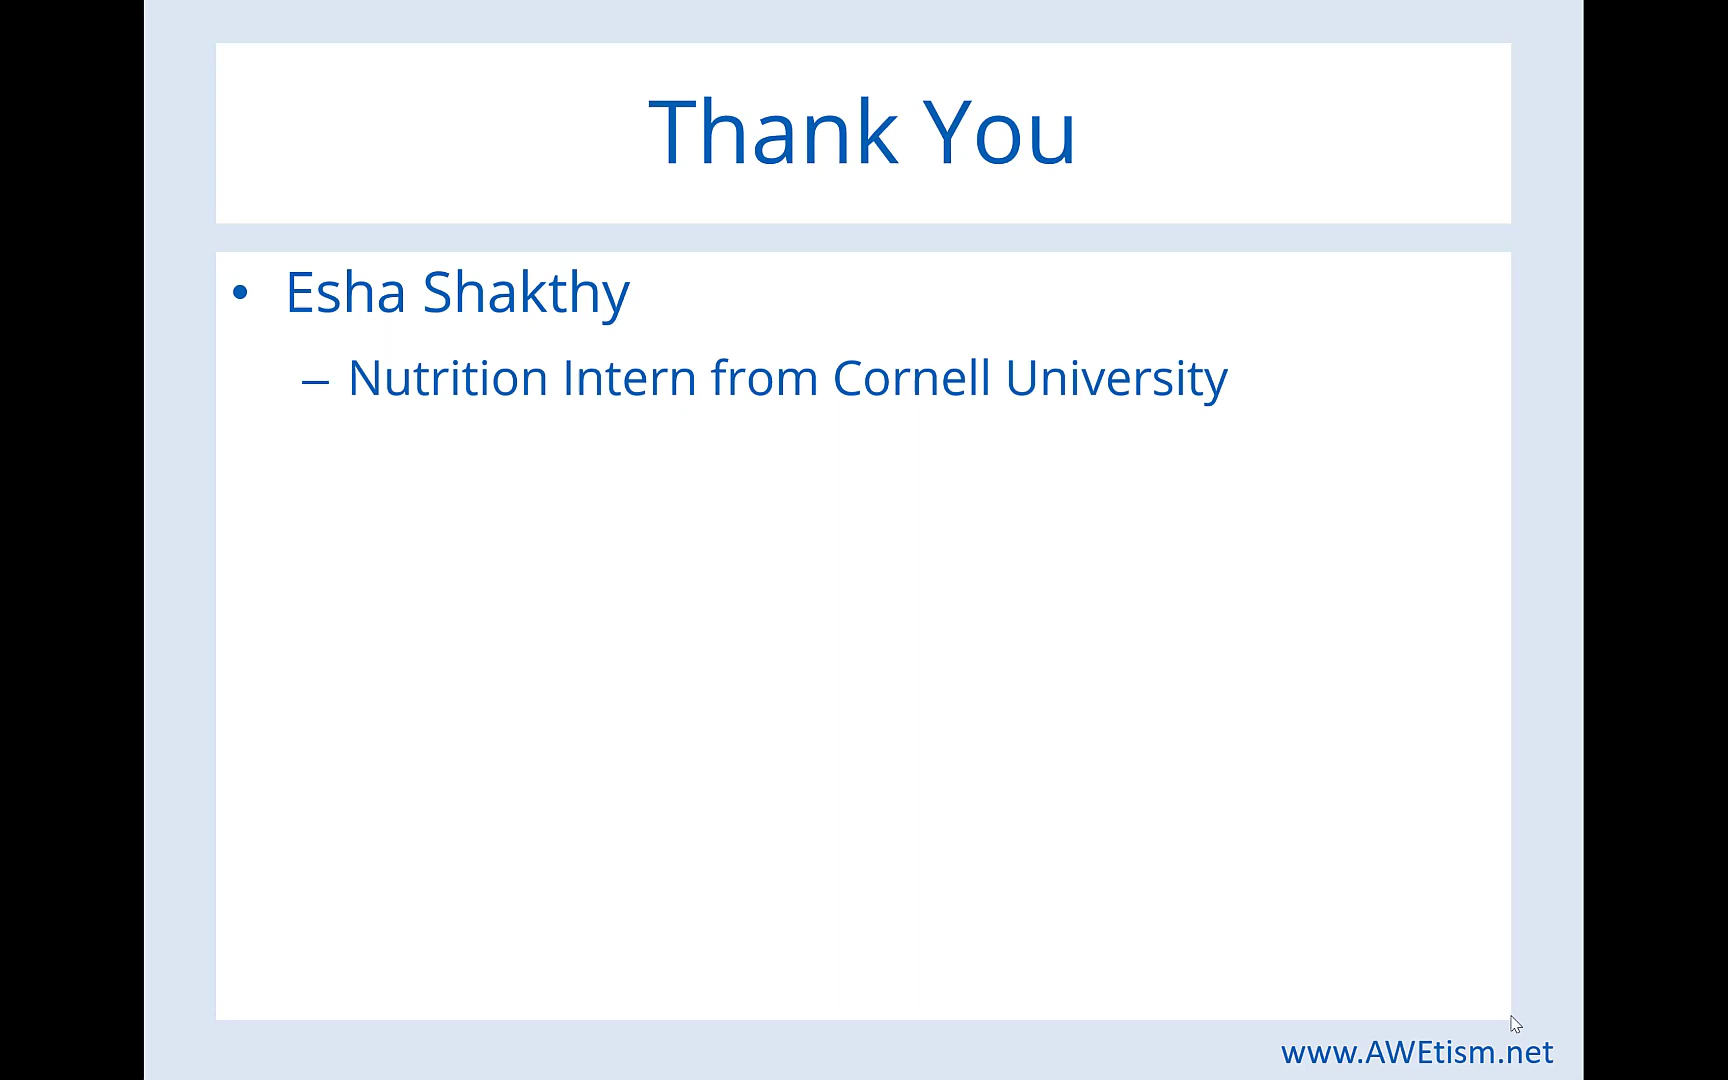 Thank You
• Esha Shakthy
– Nutrition Intern from Cornell University
www.AWEtism.net